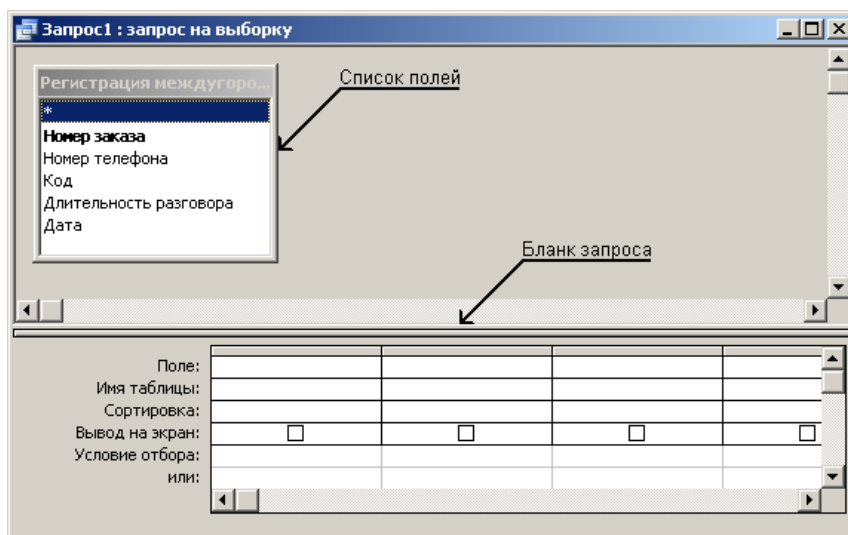 Запрос1 : запрос на выборку
Список полей
Регистрация междугоро...
*
Номер заказа
Номер телефона
Код
Длительность разговора
Дата
Бланк запроса
Поле:
Имя таблицы:
Сортировка:
Вывод на экран:
Условие отбора:
или: